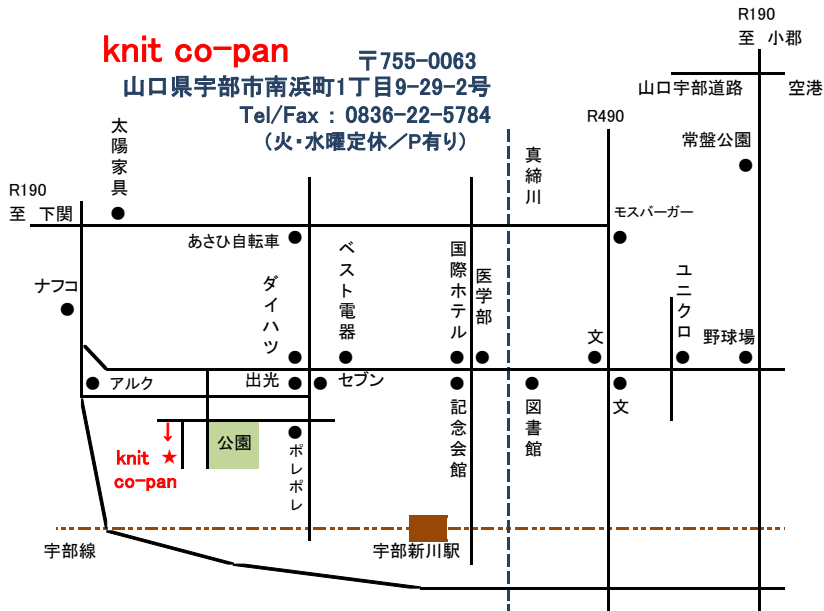 R190
至 小郡
knit co-pan
〒755-0063
山口県宇部市南浜町1丁目9-29-2号
Tel/Fax : 0836-22-5784
(火・水曜定休/P有り)
山口宇部道路
空港
R490
太陽家具
真締川
常盤公園
R190
至 下関
モスバーガー
あさひ自転車
ベスト電器
国際ホテル
医学部
ユニクロ
ナフコ
ダイハツ
文
野球場
アルク
出光
セブン
記念会館
図書館
文
公園
ポレポレ
knit
co-pan
宇部線
宇部新川駅